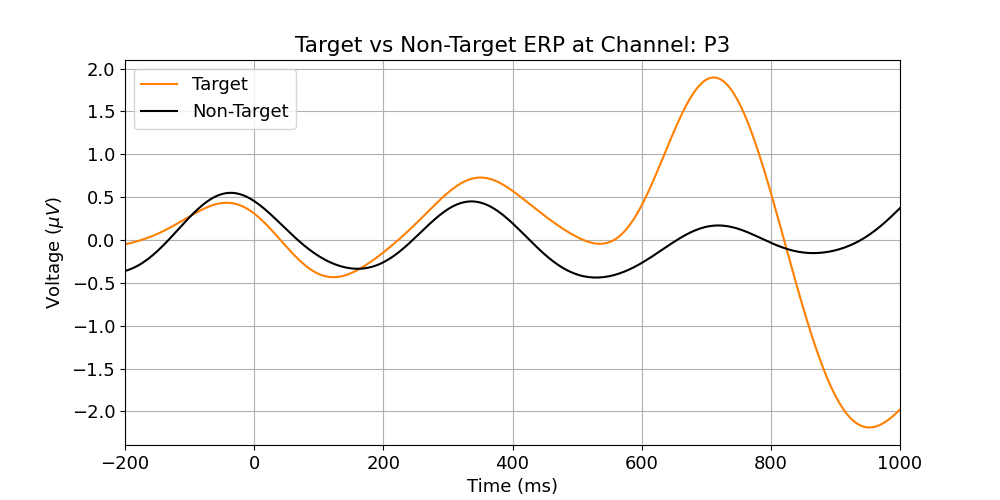 Target vs Non-Target ERP at Channel: P3
Target
Non-Target
Voltage (μV)
2.0
1.5
1.0
0.5
0.0
−0.5
−1.0
−1.5
−2.0
−200 0 200 400 600 800 1000
Time (ms)